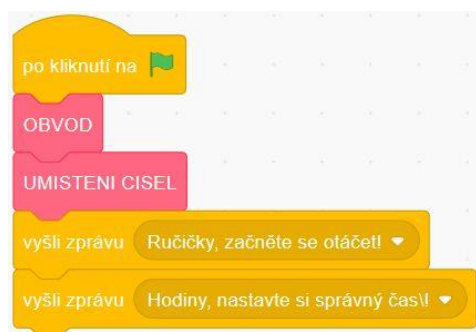 po kliknutí na
OBVOD
UMISTENI CISEL
vyšli zprávu Ručičky, začněte se otáčet!
vyšli zprávu Hodiny, nastavte si správný čas\!